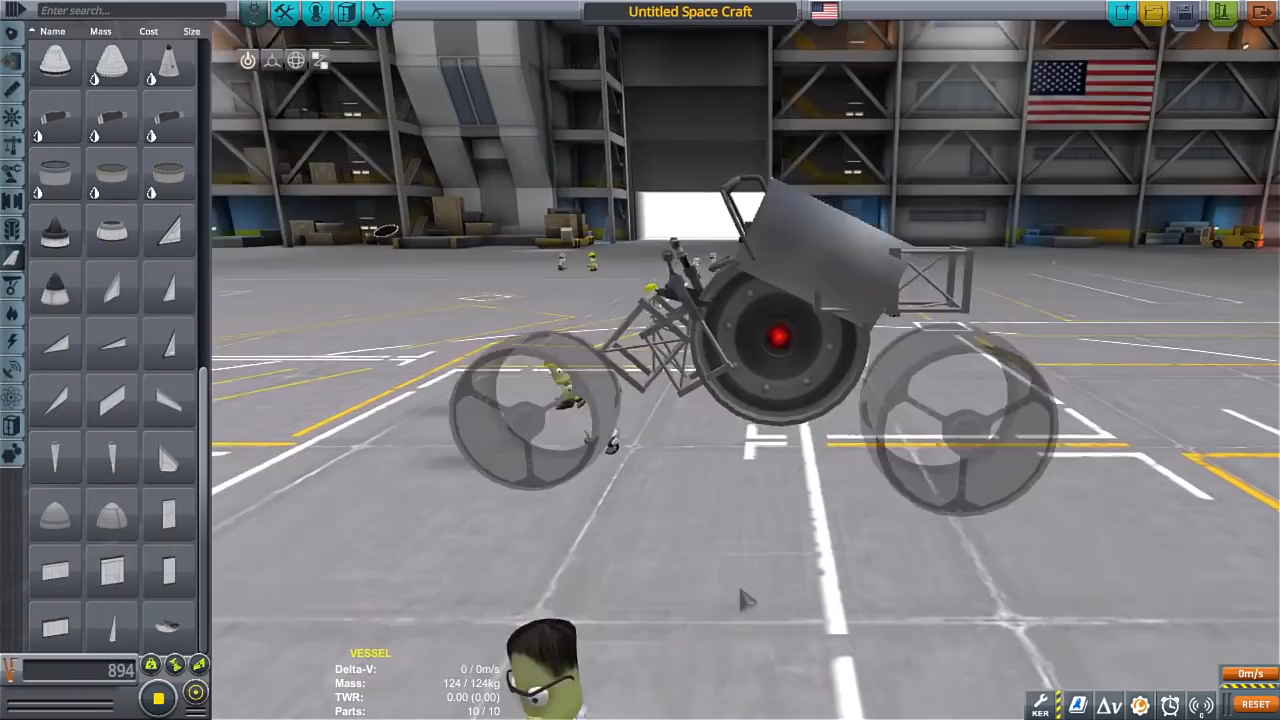 Enter search...
Untitled Space Craft
Name Mass Cost Size
VESSEL
Delta-V: 0 / 0m/s
Mass: 124 / 124kg
TWR: 0.00 (0.00)
Parts: 10 / 10
894
0m/s
KER
Δv
RESET